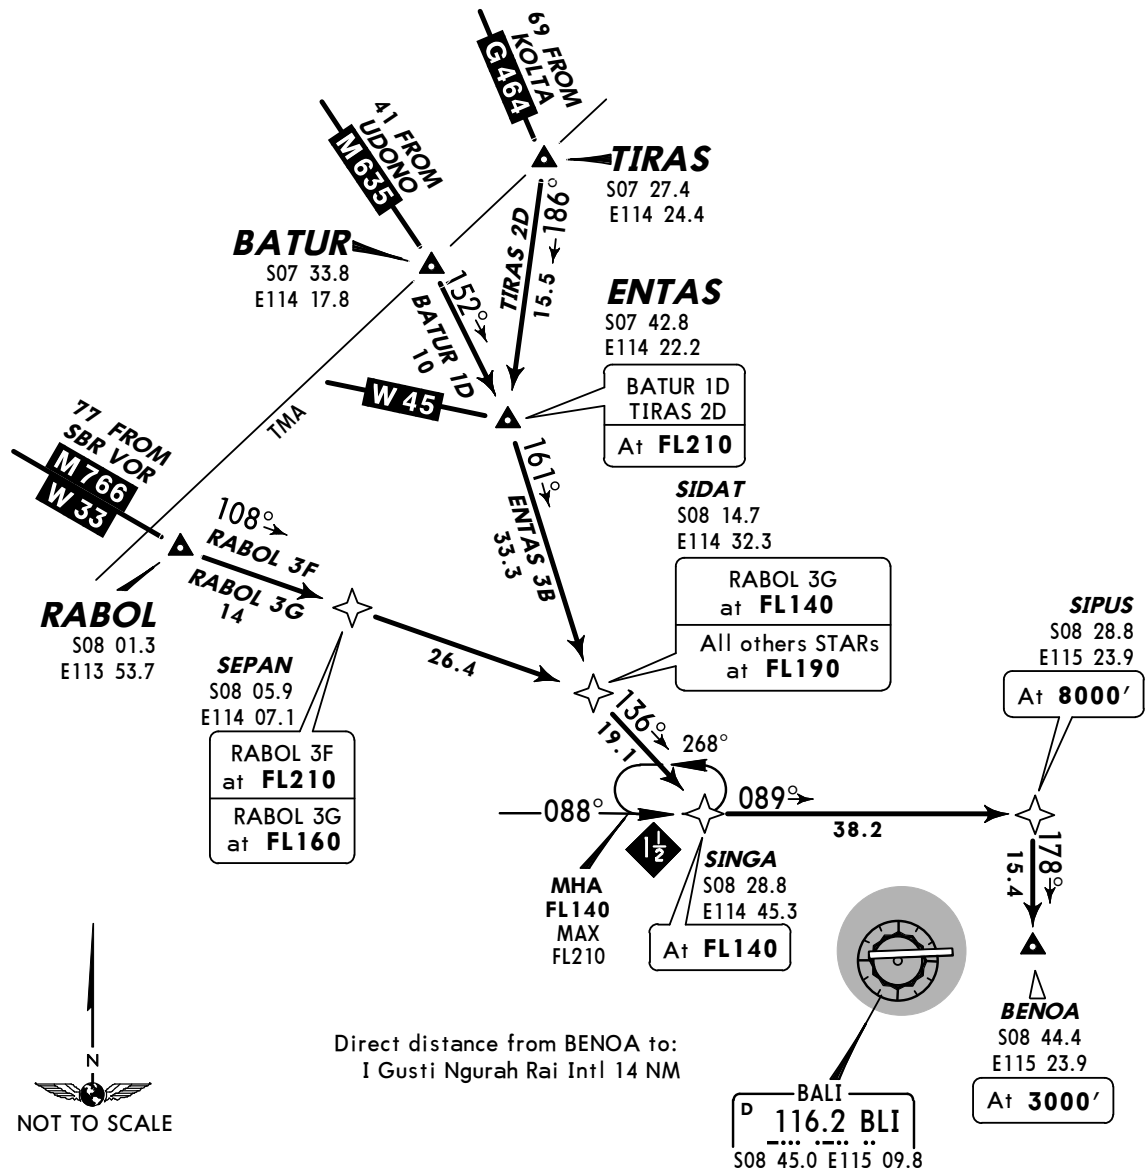 69 FROM
KOLTA
G 464
41 FROM
UDONO
M 635
TIRAS
S07 27.4
E114 24.4
186°
TIRAS 2D
15.5
BATUR
S07 33.8
E114 17.8
152°
BATUR 1D
10
ENTAS
S07 42.8
E114 22.2
BATUR 1D
TIRAS 2D
At FL210
W 45
TMA
77 FROM
SBR VOR
M 766
W 33
161°
ENTAS 3B
33.3
SIDAT
S08 14.7
E114 32.3
RABOL 3G
at FL140
All others STARs
at FL190
108°
RABOL 3F
RABOL 3G
14
RABOL
S08 01.3
E113 53.7
26.4
SEPAN
S08 05.9
E114 07.1
RABOL 3F
at FL210
RABOL 3G
at FL160
SIPUS
S08 28.8
E115 23.9
At 8000'
136°
19.1
268°
088°
089°
38.2
1 1/2
MHA
FL140
MAX
FL210
SINGA
S08 28.8
E114 45.3
At FL140
178°
15.4
BENOA
S08 44.4
E115 23.9
At 3000'
Direct distance from BENOA to:
I Gusti Ngurah Rai Intl 14 NM
N
NOT TO SCALE
BALI
D 116.2 BLI
S08 45.0 E115 09.8